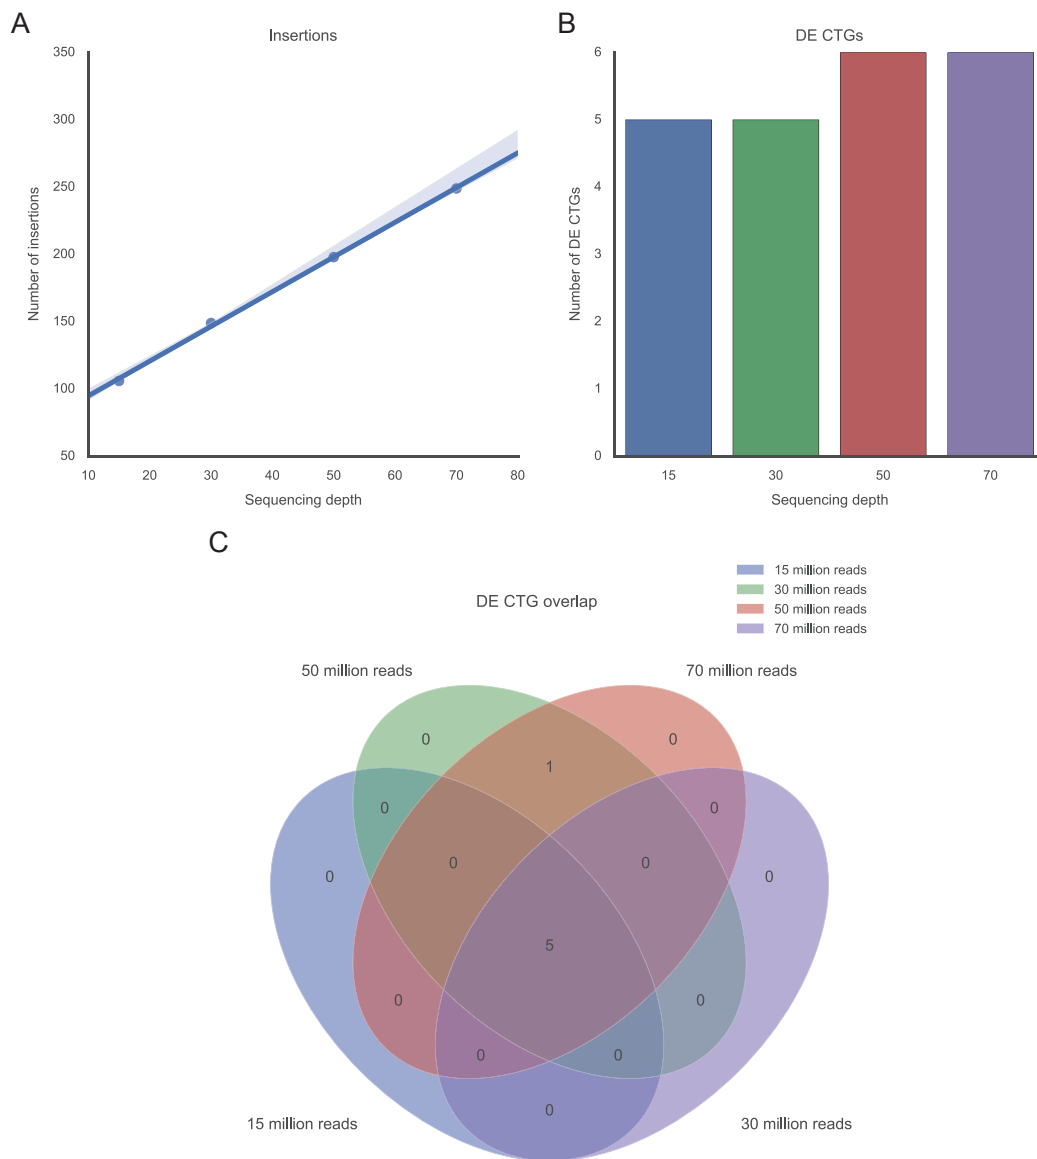 A
Insertions
350
300
250
200
150
100
50
Number of insertions
10 20 30 40 50 60 70 80
Sequencing depth
B
DE CTGs
6
5
4
3
2
1
0
Number of DE CTGs
15 30 50 70
Sequencing depth
C
DE CTG overlap
15 million reads
30 million reads
50 million reads
70 million reads
50 million reads
70 million reads
0
1
0
0
0
0
0
0
0
5
0
0
0
0
0
15 million reads
30 million reads